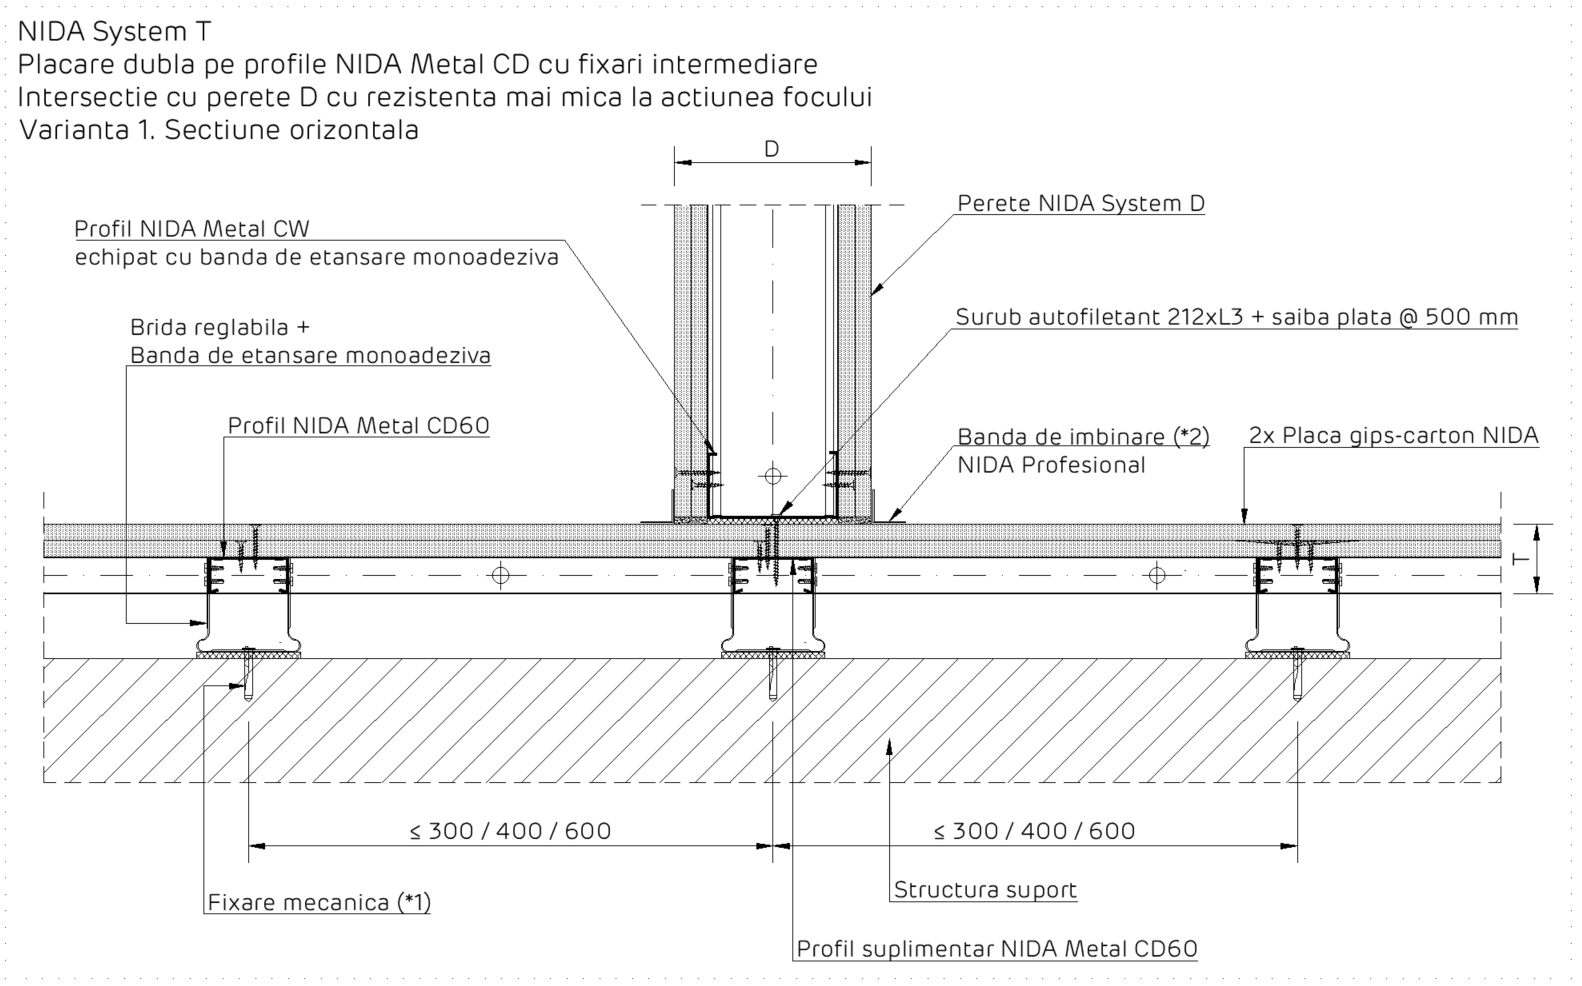 NIDA System T
Placare dubla pe profile NIDA Metal CD cu fixari intermediare
Intersectie cu perete D cu rezistenta mai mica la actiunea focului
Varianta 1. Sectiune orizontala
D
Perete NIDA System D
Profil NIDA Metal CW
echipat cu banda de etansare monoadeziva
Surub autofiletant 212xL3 + saiba plata @ 500 mm
Brida reglabila +
Banda de etansare monoadeziva
Profil NIDA Metal CD60
Banda de imbinare (*2)
NIDA Profesional
2x Placa gips-carton NIDA
T
≤ 300 / 400 / 600
≤ 300 / 400 / 600
Fixare mecanica (*1)
Structura suport
Profil suplimentar NIDA Metal CD60